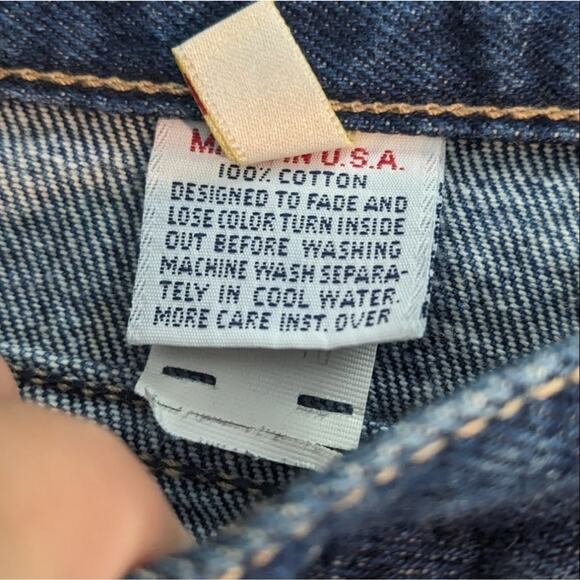 M IN U.S.A.
100% COTTON
DESIGNED TO FADE AND
LOSE COLOR TURN INSIDE
OUT BEFORE WASHING
MACHINE WASH SEPARA-
TELY IN COOL WATER.
MORE CARE INST. OVER